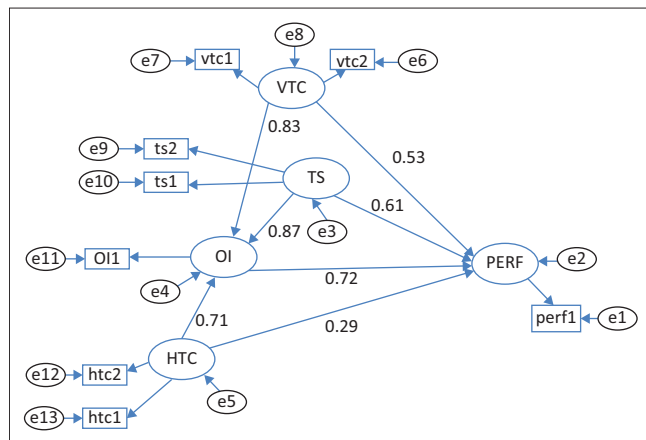 e8
e7
vtc1
vtc2
e6
VTC
0.83
e9
ts2
0.53
e10
ts1
TS
0.61
0.87
e3
e11
OI1
OI
PERF
e2
e4
0.72
0.71
0.29
perf1
e1
HTC
e12
htc2
e5
e13
htc1